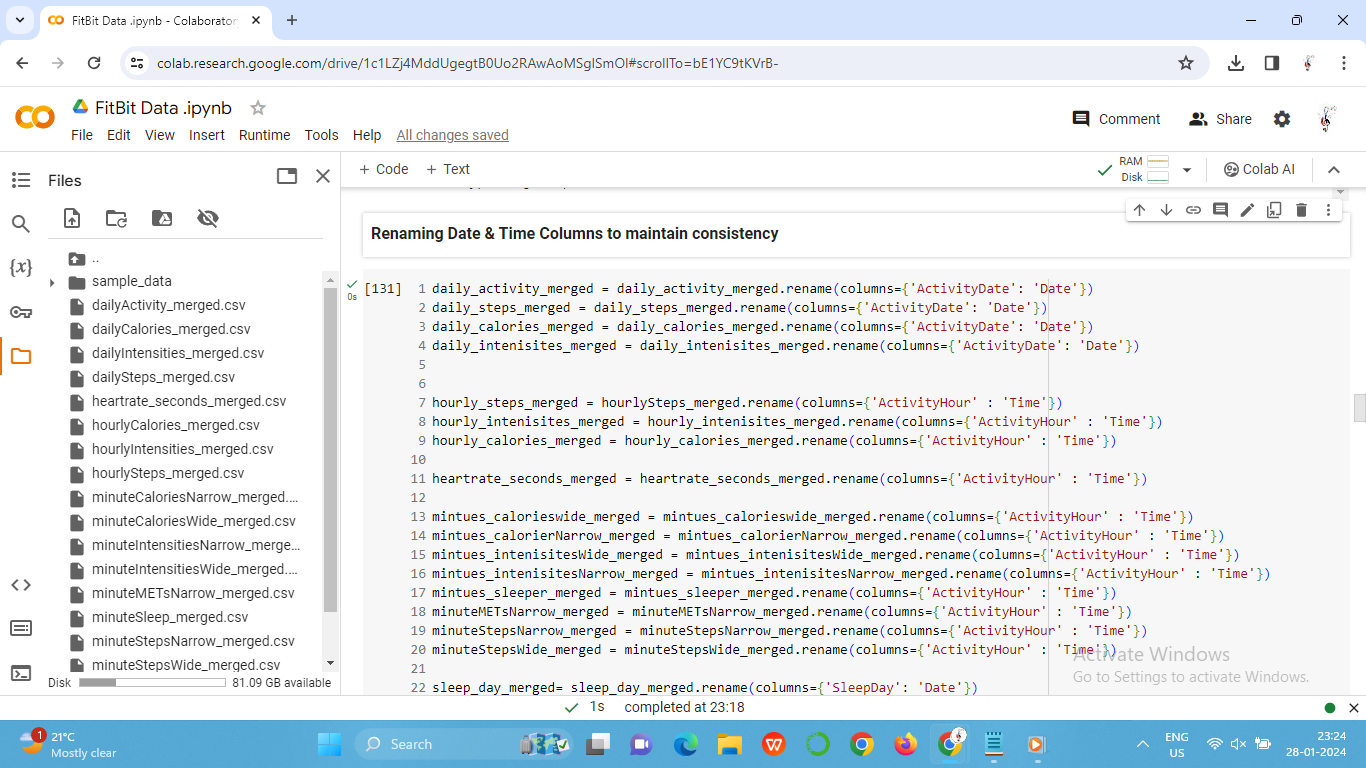 FitBit Data .ipynb - Colaborator
colab.research.google.com/drive/1c1LZj4MddUgegtB0Uo2RAwAoMSglSmOl#scrollTo=bE1YC9tKVrB-
FitBit Data .ipynb
File Edit View Insert Runtime Tools Help All changes saved
Comment Share
Files
+ Code + Text
RAM
Disk
Colab AI
..
sample_data
dailyActivity_merged.csv
dailyCalories_merged.csv
dailyIntensities_merged.csv
dailySteps_merged.csv
heartrate_seconds_merged.csv
hourlyCalories_merged.csv
hourlyIntensities_merged.csv
hourlySteps_merged.csv
minuteCaloriesNarrow_merged....
minuteCaloriesWide_merged.csv
minuteIntensitiesNarrow_merge...
minuteIntensitiesWide_merged....
minuteMETsNarrow_merged.csv
minuteSleep_merged.csv
minuteStepsNarrow_merged.csv
minuteStepsWide_merged.csv
Disk 81.09 GB available
Renaming Date & Time Columns to maintain consistency
[131]
0s
1 daily_activity_merged = daily_activity_merged.rename(columns={'ActivityDate': 'Date'})
2 daily_steps_merged = daily_steps_merged.rename(columns={'ActivityDate': 'Date'})
3 daily_calories_merged = daily_calories_merged.rename(columns={'ActivityDate': 'Date'})
4 daily_intenisites_merged = daily_intenisites_merged.rename(columns={'ActivityDate': 'Date'})
5
6
7 hourly_steps_merged = hourlySteps_merged.rename(columns={'ActivityHour' : 'Time'})
8 hourly_intenisites_merged = hourly_intenisites_merged.rename(columns={'ActivityHour' : 'Time'})
9 hourly_calories_merged = hourly_calories_merged.rename(columns={'ActivityHour' : 'Time'})
10
11 heartrate_seconds_merged = heartrate_seconds_merged.rename(columns={'ActivityHour' : 'Time'})
12
13 mintues_calorieswide_merged = mintues_calorieswide_merged.rename(columns={'ActivityHour' : 'Time'})
14 mintues_calorierNarrow_merged = mintues_calorierNarrow_merged.rename(columns={'ActivityHour' : 'Time'})
15 mintues_intenisitesWide_merged = mintues_intenisitesWide_merged.rename(columns={'ActivityHour' : 'Time'})
16 mintues_intenisitesNarrow_merged = mintues_intenisitesNarrow_merged.rename(columns={'ActivityHour' : 'Time'})
17 mintues_sleeper_merged = mintues_sleeper_merged.rename(columns={'ActivityHour' : 'Time'})
18 minuteMETsNarrow_merged = minuteMETsNarrow_merged.rename(columns={'ActivityHour' : 'Time'})
19 minuteStepsNarrow_merged = minuteStepsNarrow_merged.rename(columns={'ActivityHour' : 'Time'})
20 minuteStepsWide_merged = minuteStepsWide_merged.rename(columns={'ActivityHour' : 'Time'})
21
22 sleep_day_merged= sleep_day_merged.rename(columns={'SleepDay': 'Date'})
Activate Windows
Go to Settings to activate Windows.
1s completed at 23:18
1
21°C
Mostly clear
Search
ENG
US
23:24
28-01-2024